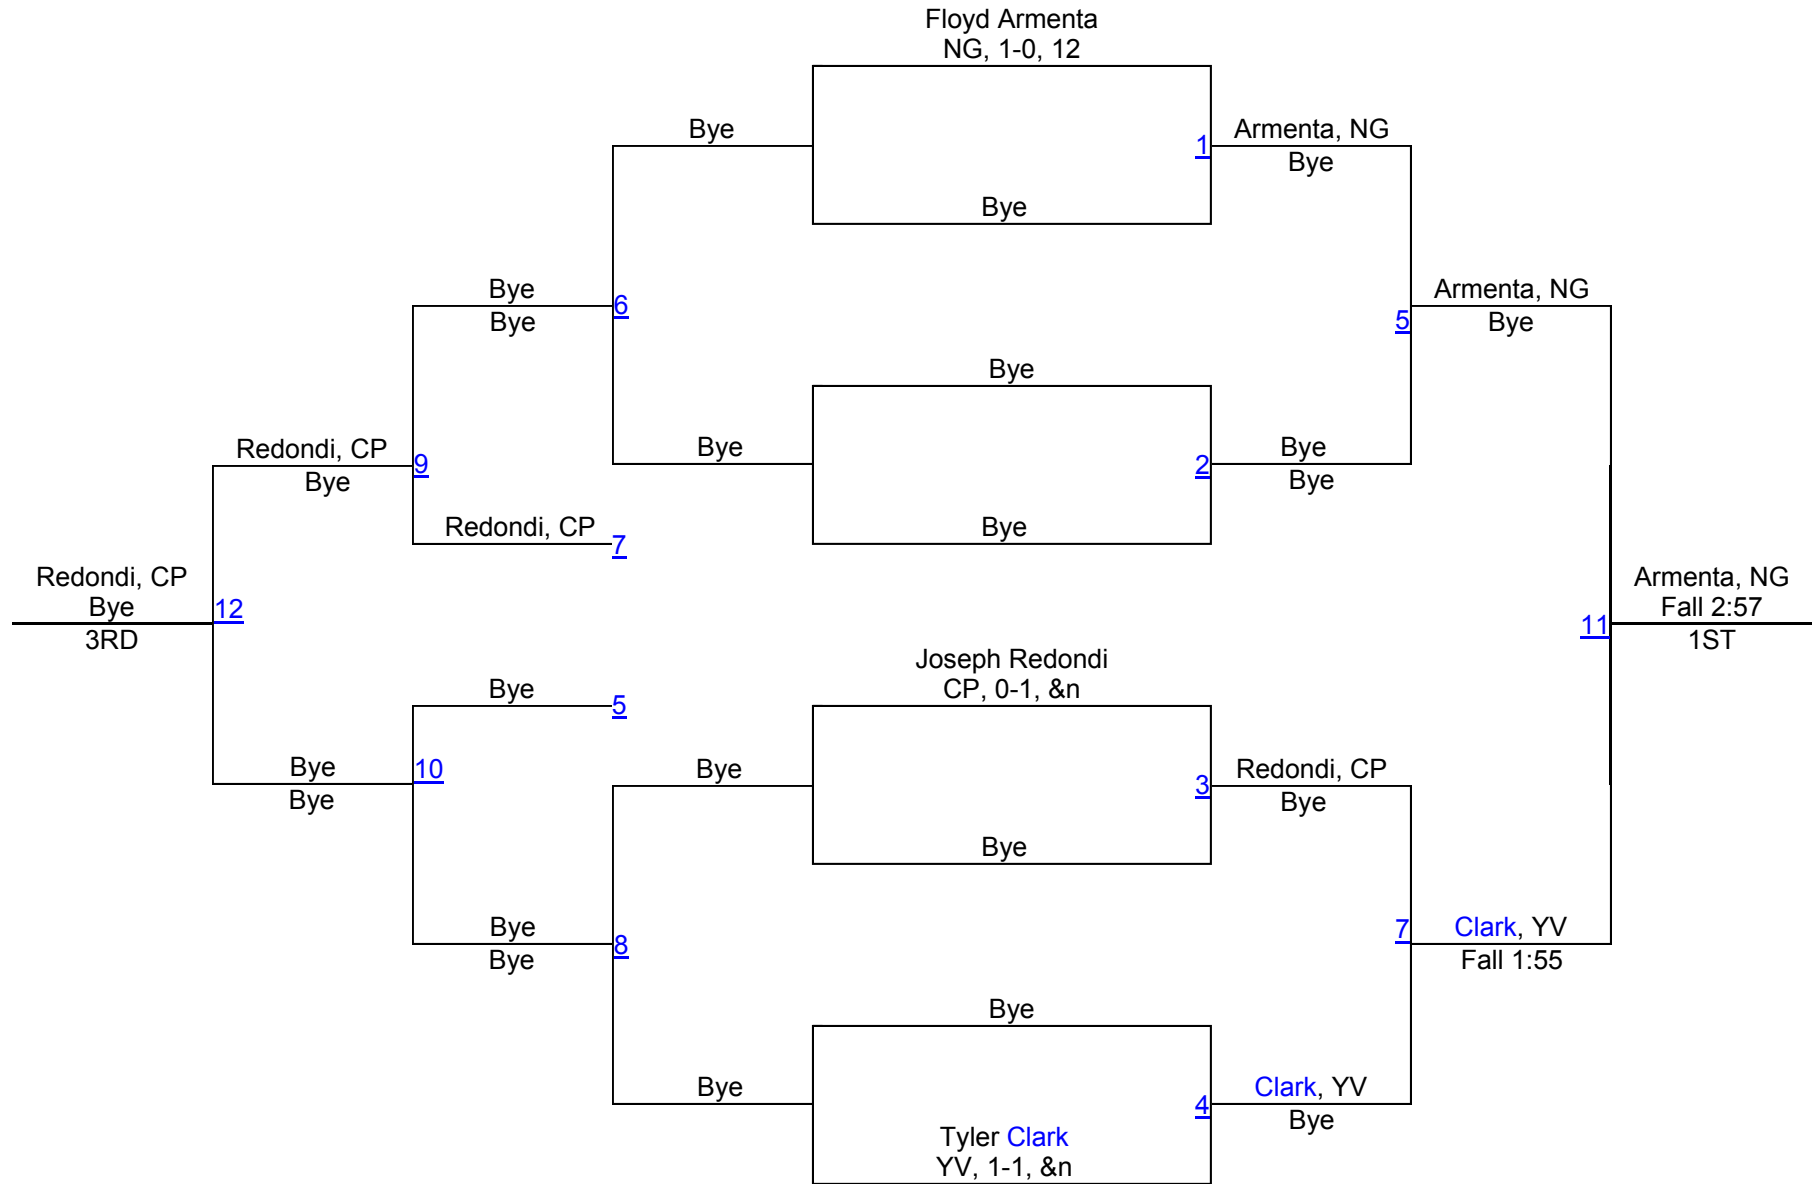 Floyd Armenta
NG, 1-0, 12
Bye
1
Armenta, NG
Bye
Bye
Bye
Bye
6
Armenta, NG
Bye
5
Bye
Redondi, CP
Bye
9
Bye
2
Bye
Bye
Redondi, CP
7
Bye
Redondi, CP
Bye
3RD
12
Armenta, NG
Fall 2:57
1ST
11
Joseph Redondi
CP, 0-1, &n
Bye
5
Bye
Bye
10
Bye
3
Redondi, CP
Bye
Bye
Bye
Bye
8
7
Clark, YV
Fall 1:55
Bye
Bye
4
Clark, YV
Bye
Tyler Clark
YV, 1-1, &n